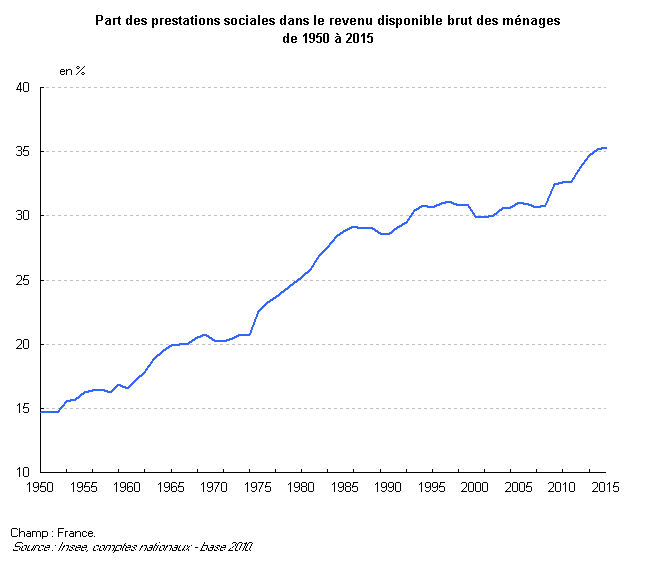 Part des prestations sociales dans le revenu disponible brut des ménages
de 1950 à 2015
en %
40
35
30
25
20
15
10
1950 1955 1960 1965 1970 1975 1980 1985 1990 1995 2000 2005 2010 2015
Champ : France.
Source : Insee, comptes nationaux - base 2010.